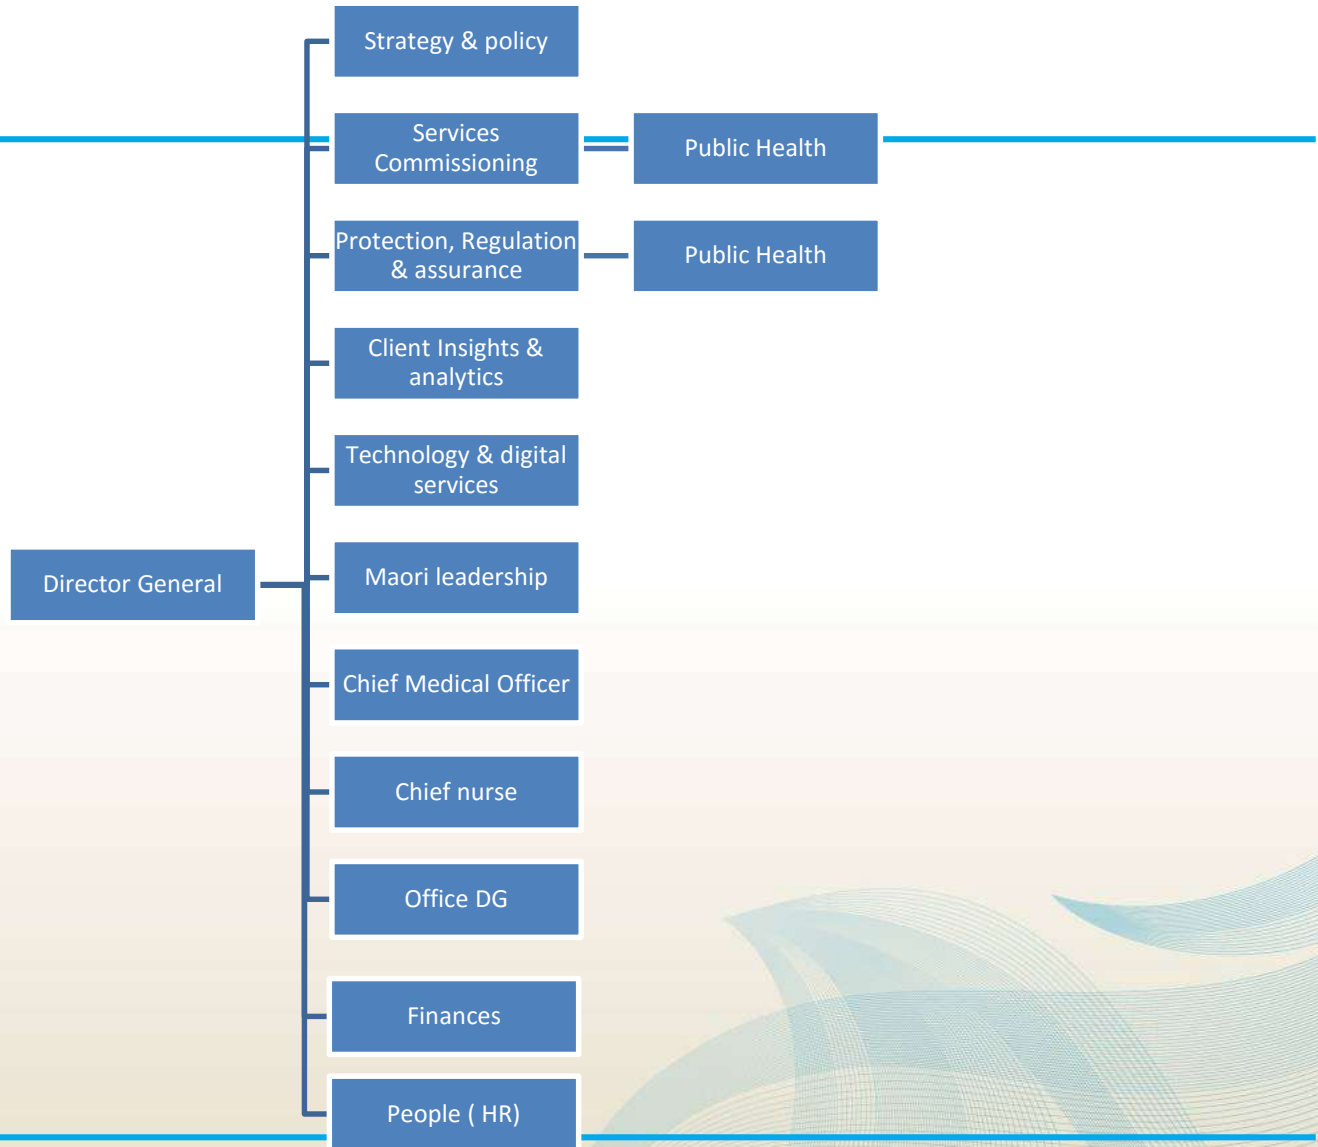 Strategy & policy
Services
Commissioning
Public Health
Protection, Regulation
& assurance
Public Health
Client Insights &
analytics
Technology & digital
services
Director General
Maori leadership
Chief Medical Officer
Chief nurse
Office DG
Finances
People ( HR)